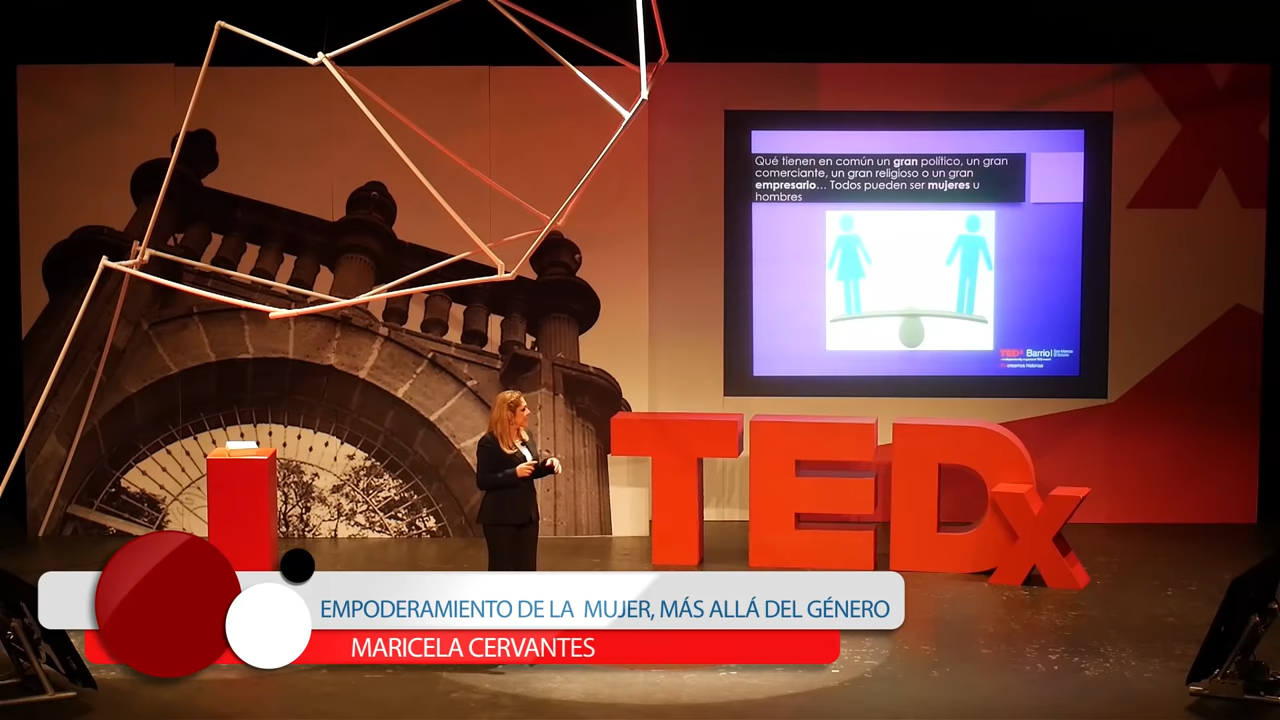 Qué tienen en común un gran político, un gran
comerciante, un gran religioso o un gran
empresario... Todos pueden ser mujeres u
hombres
TEDx Barrio
TEDx
EMPODERAMIENTO DE LA MUJER, MÁS ALLÁ DEL GÉNERO
MARICELA CERVANTES